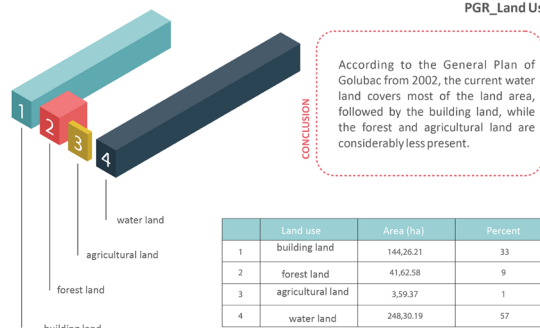 PGR_Land Us
1
2
3
4
CONCLUSION
According to the General Plan of
Golubac from 2002, the current water
land covers most of the land area,
followed by the building land, while
the forest and agricultural land are
considerably less present.
water land
agricultural land
forest land
building land
Land use Area (ha) Percent
1 building land 144,26.21 33
2 forest land 41,62.58 9
3 agricultural land 3,59.37 1
4 water land 248,30.19 57